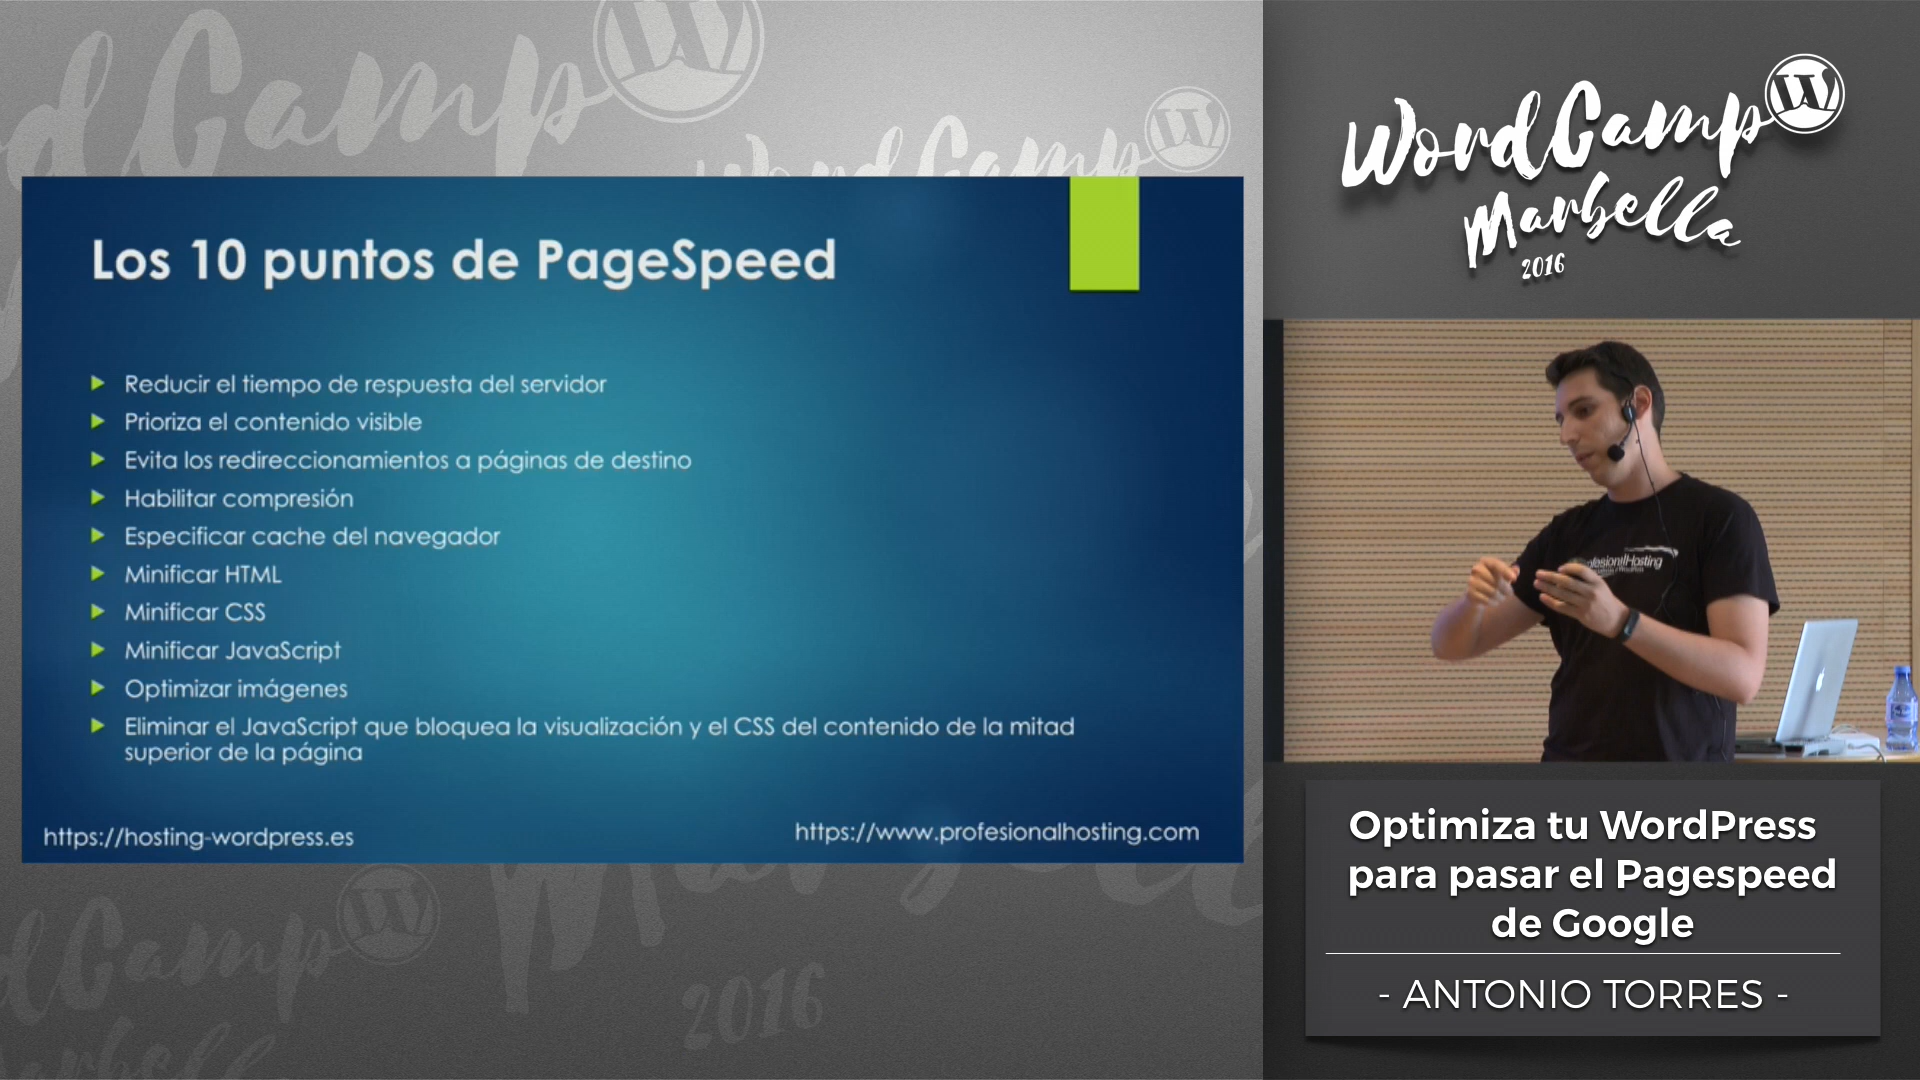 Los 10 puntos de PageSpeed
Reducir el tiempo de respuesta del servidor
Prioriza el contenido visible
Evita los redireccionamientos a páginas de destino
Habilitar compresión
Especificar cache del navegador
Minificar HTML
Minificar CSS
Minificar JavaScript
Optimizar imágenes
Eliminar el JavaScript que bloquea la visualización y el CSS del contenido de la mitad
superior de la página
https://hosting-wordpress.es
https://www.profesionalhosting.com
WordCamp
Marbella
2016
Optimiza tu WordPress
para pasar el Pagespeed
de Google
- ANTONIO TORRES -
WordCamp
WordCamp
2016